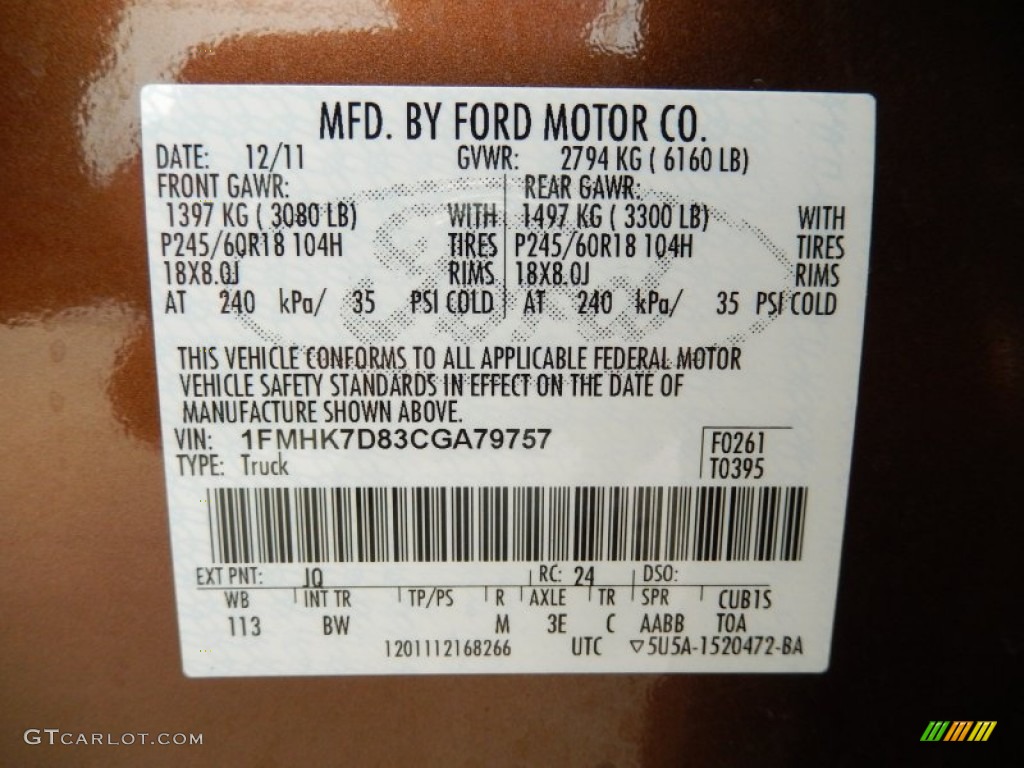 MFD. BY FORD MOTOR CO.
DATE: 12/11 GVWR: 2794 KG ( 6160 LB)
FRONT GAWR: REAR GAWR:
1397 KG ( 3080 LB) WITH 1497 KG ( 3300 LB) WITH
P245/60R18 104H TIRES P245/60R18 104H TIRES
18X8.0J RIMS 18X8.0J RIMS
AT 240 kPa/ 35 PSI COLD AT 240 kPa/ 35 PSI COLD
THIS VEHICLE CONFORMS TO ALL APPLICABLE FEDERAL MOTOR
VEHICLE SAFETY STANDARDS IN EFFECT ON THE DATE OF
MANUFACTURE SHOWN ABOVE.
VIN: 1FMHK7D83CGA79757 F0261
TYPE: Truck T0395
EXT PNT: JQ RC: 24 DSO:
WB INT TR TP/PS R AXLE TR SPR CUB1S
113 BW M 3E C AABB TOA
1201112168266 UTC ▽5U5A-1520472-BA
GTCARLOT.COM